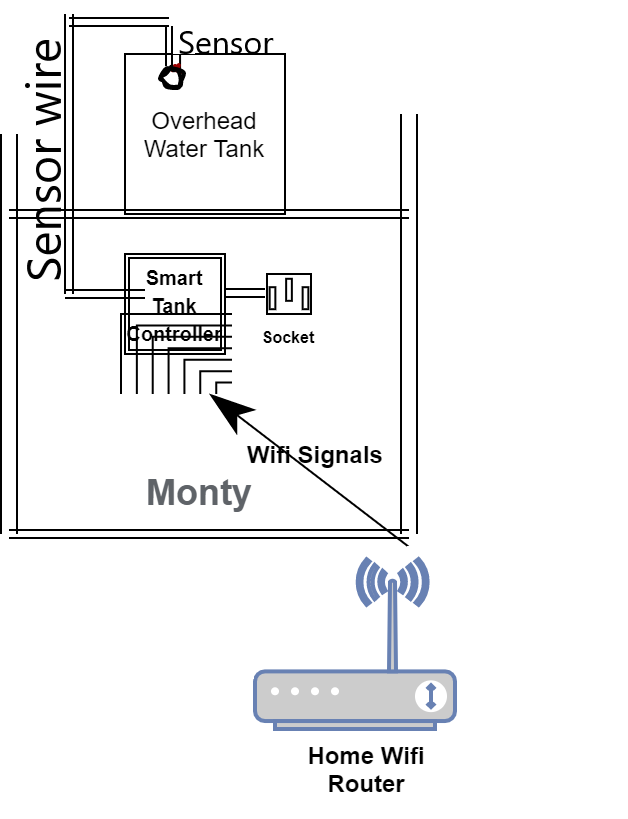 Sensor
Sensor wire
Overhead
Water Tank
Smart
Tank
Controller
Socket
Wifi Signals
Monty
Home Wifi
Router